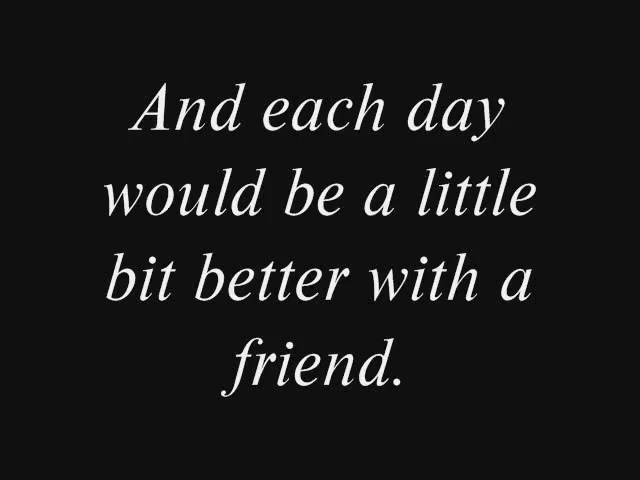 And each day
would be a little
bit better with a
friend.